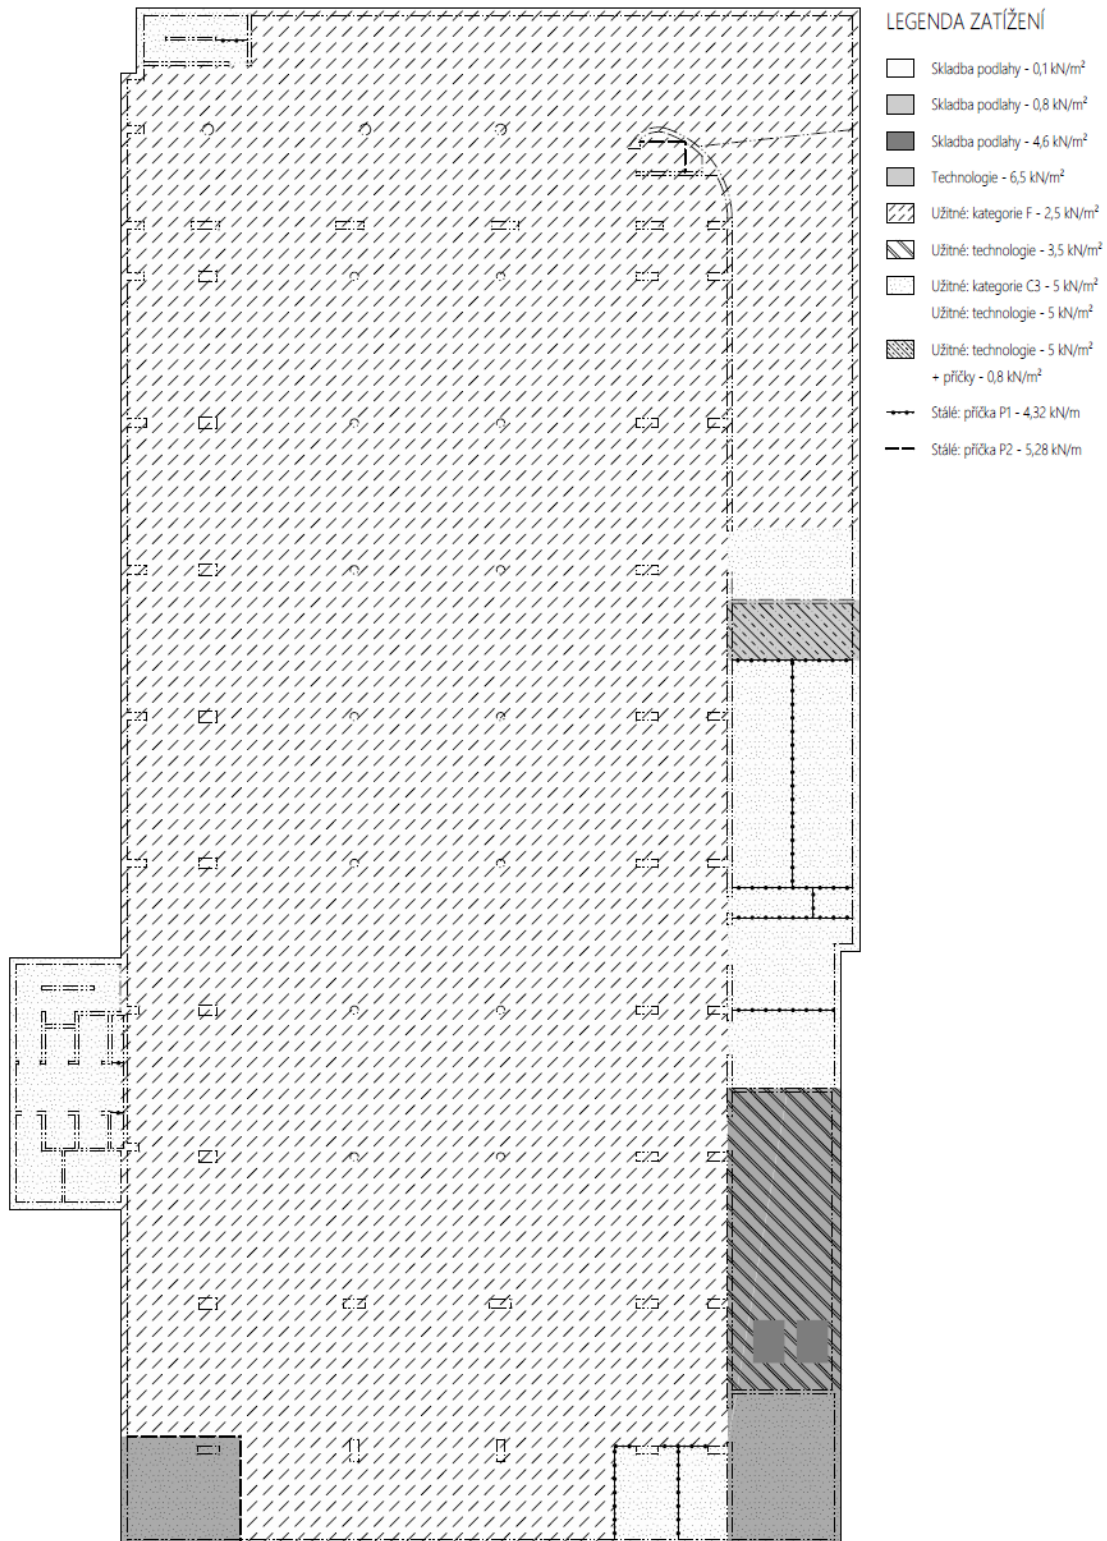 LEGENDA ZATÍŽENÍ
Skladba podlahy - 0,1 kN/m²
Skladba podlahy - 0,8 kN/m²
Skladba podlahy - 4,6 kN/m²
Technologie - 6,5 kN/m²
Užitné: kategorie F - 2,5 kN/m²
Užitné: technologie - 3,5 kN/m²
Užitné: kategorie C3 - 5 kN/m²
Užitné: technologie - 5 kN/m²
Užitné: technologie - 5 kN/m²
+ příčky - 0,8 kN/m²
Stálé: příčka P1 - 4,32 kN/m
Stálé: příčka P2 - 5,28 kN/m